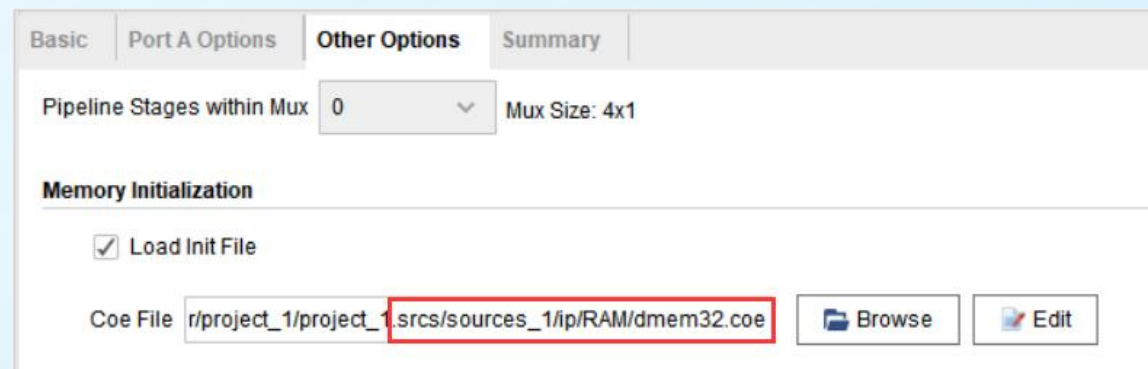 Basic Port A Options Other Options Summary
Pipeline Stages within Mux 0 Mux Size: 4x1
Memory Initialization
Load Init File
Coe File r/project_1/project_1.srcs/sources_1/ip/RAM/dmem32.coe Browse Edit